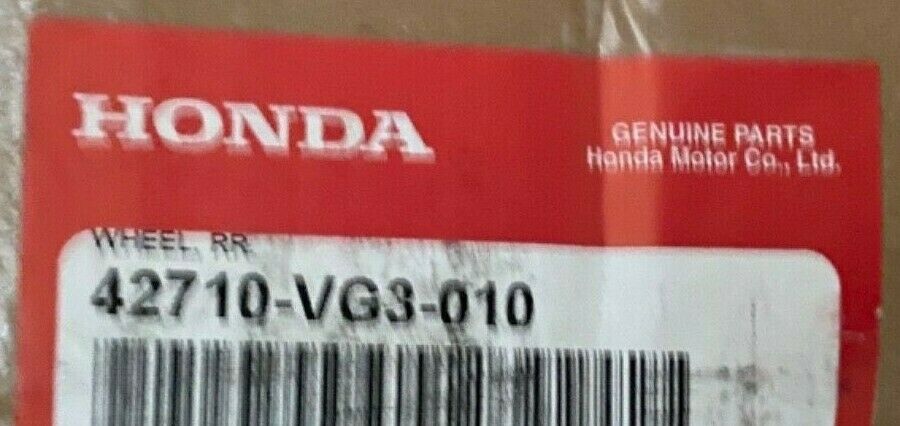 HONDA
GENUINE PARTS
Honda Motor Co., Ltd.
WHEEL, RR
42710-VG3-010